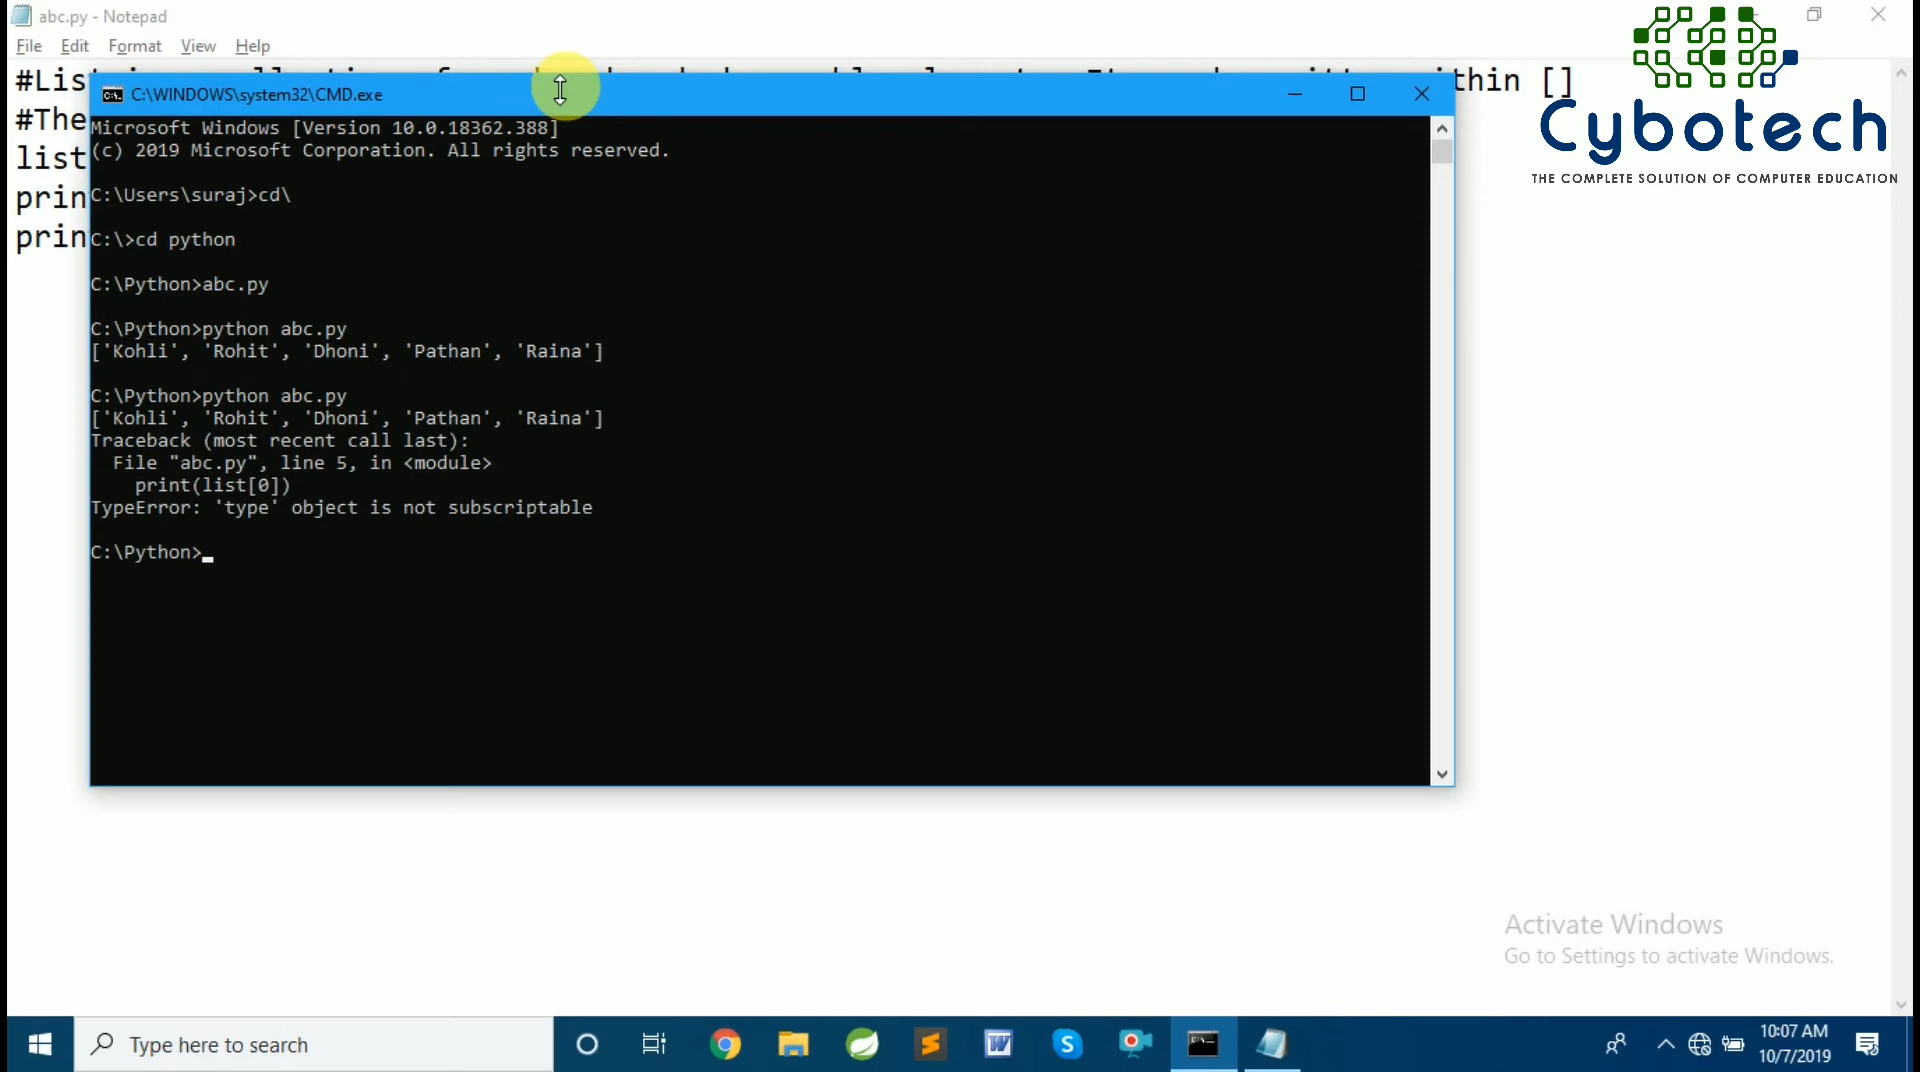 abc.py - Notepad
File Edit Format View Help
#Lis
thin []
#The
list
prin
prin
C:\WINDOWS\system32\CMD.exe
Microsoft Windows [Version 10.0.18362.388]
(c) 2019 Microsoft Corporation. All rights reserved.
C:\Users\suraj>cd\
C:\>cd python
C:\Python>abc.py
C:\Python>python abc.py
['Kohli', 'Rohit', 'Dhoni', 'Pathan', 'Raina']
C:\Python>python abc.py
['Kohli', 'Rohit', 'Dhoni', 'Pathan', 'Raina']
Traceback (most recent call last):
File "abc.py", line 5, in <module>
print(list[0])
TypeError: 'type' object is not subscriptable
C:\Python>
Cybotech
THE COMPLETE SOLUTION OF COMPUTER EDUCATION
Activate Windows
Go to Settings to activate Windows.
Type here to search
10:07 AM
10/7/2019